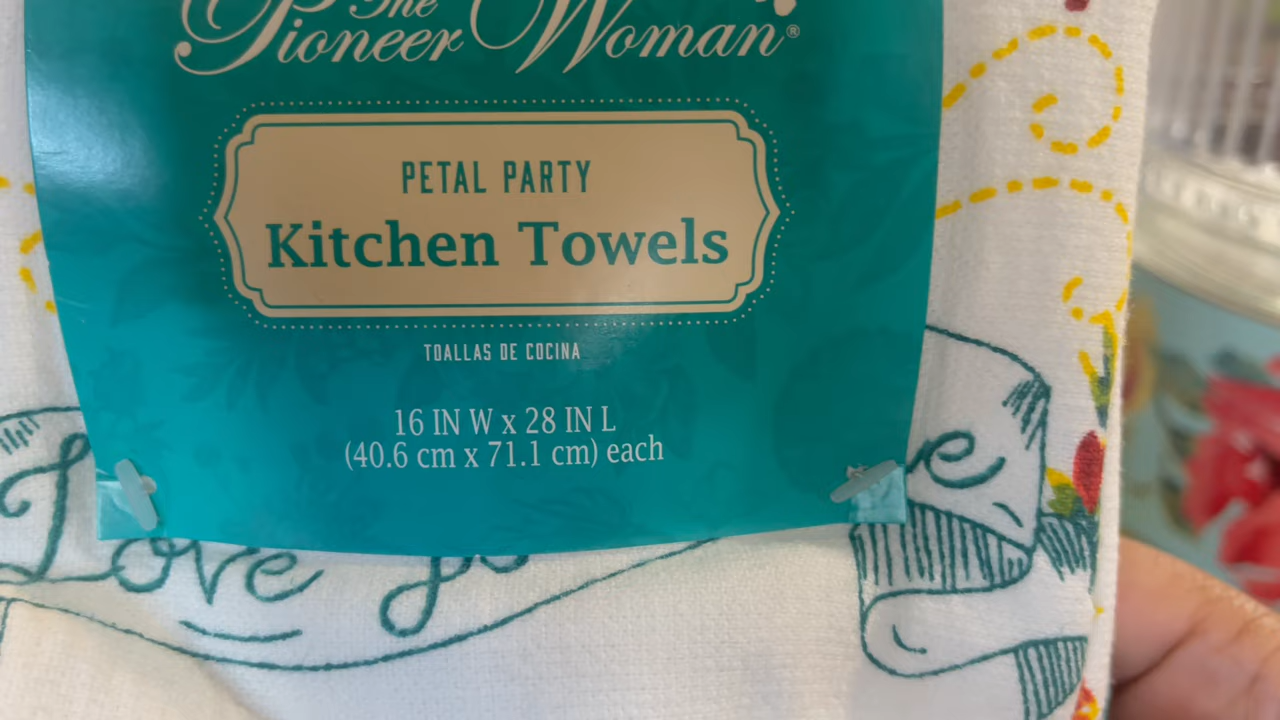 The
Pioneer Woman®
PETAL PARTY
Kitchen Towels
TOALLAS DE COCINA
16 IN W x 28 IN L
(40.6 cm x 71.1 cm) each
Love